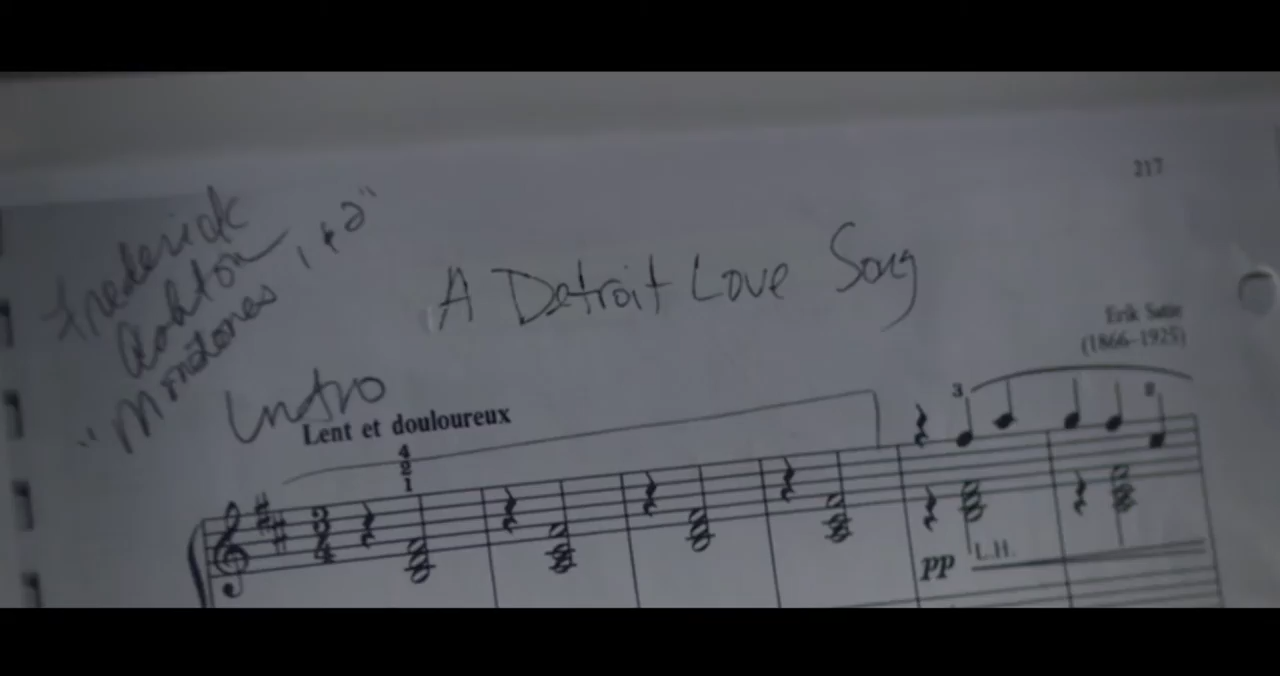 217
Frederick
Ashton
"Monotones 1 + 2"
A Detroit Love Song
Erik Satie
(1866–1925)
Intro
Lent et douloureux
4
2
1
3
4
3
pp
L.H.